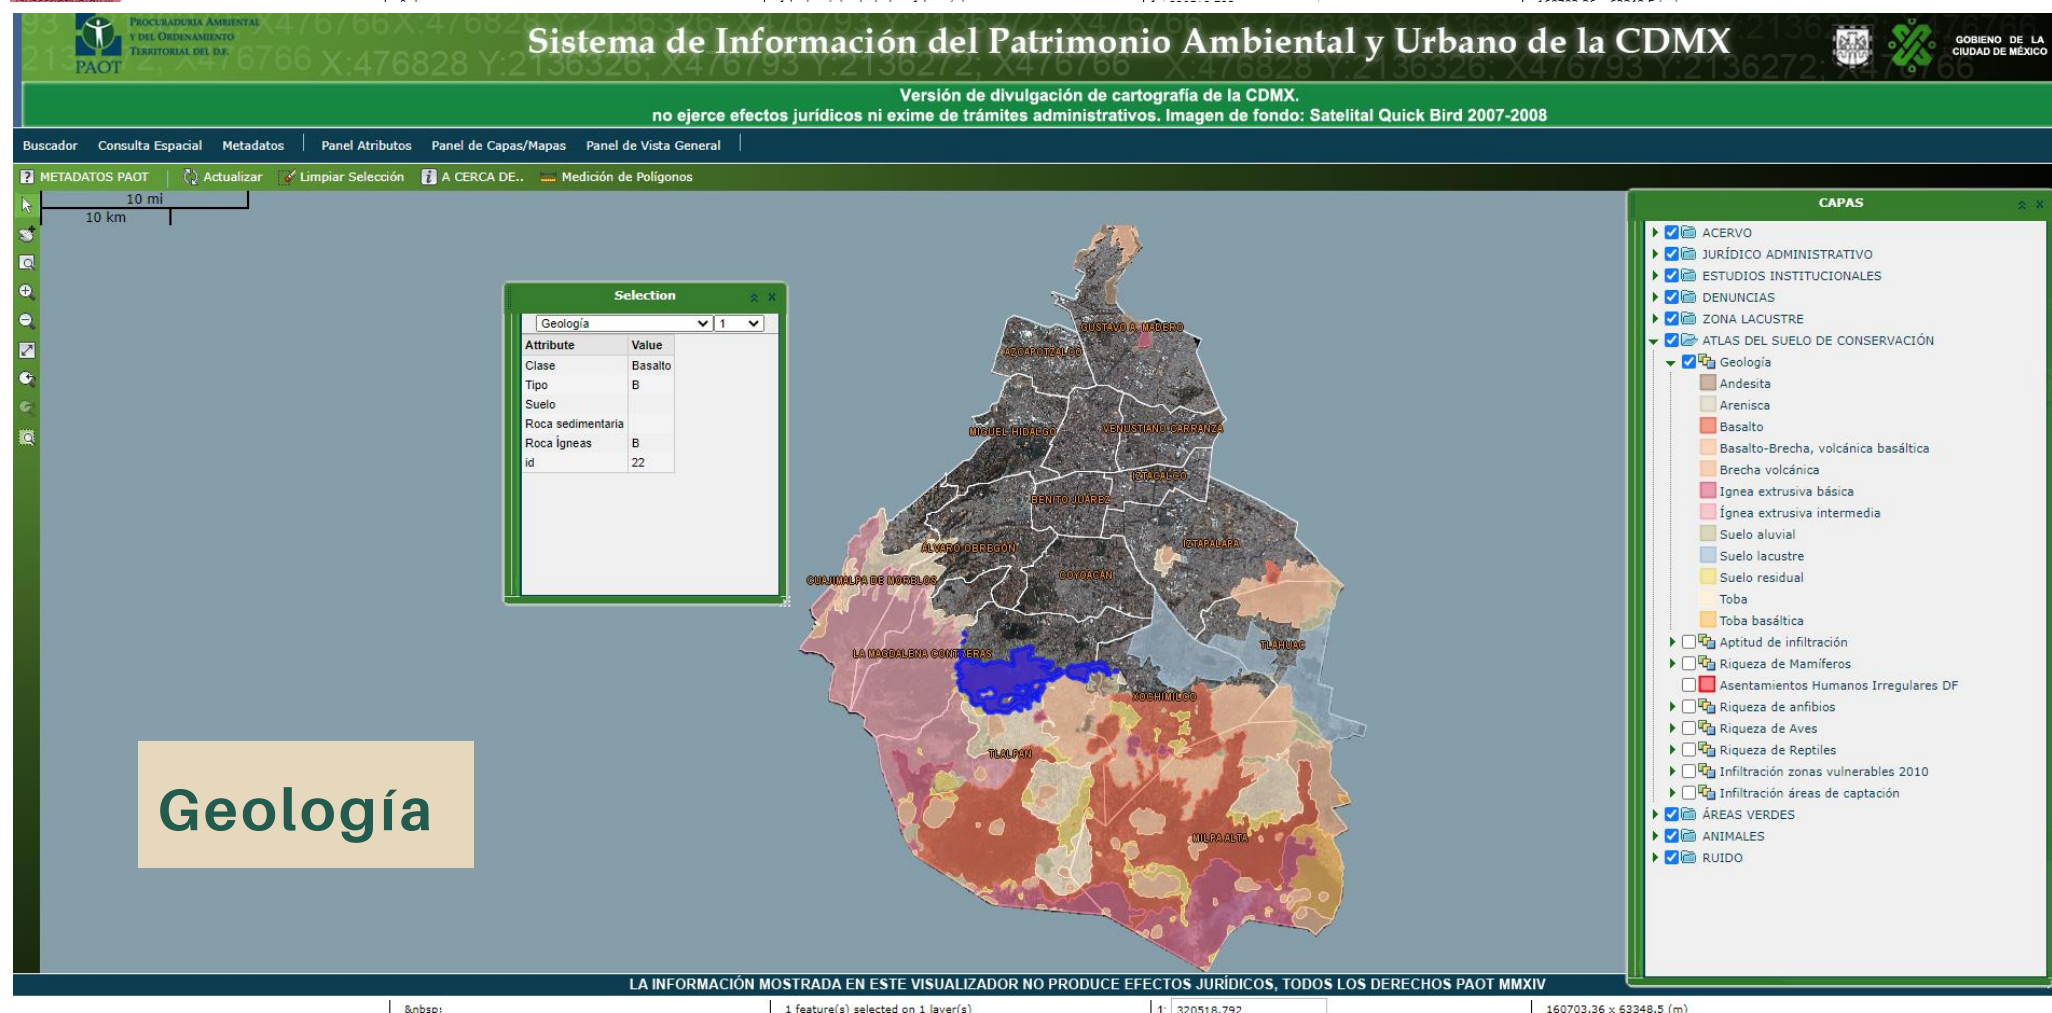 PROCURADURIA AMBIENTAL
Y DEL ORDENAMIENTO
TERRITORIAL DEL D.F.
PAOT
Sistema de Información del Patrimonio Ambiental y Urbano de la CDMX
GOBIENO DE LA
CIUDAD DE MÉXICO
Versión de divulgación de cartografía de la CDMX.
no ejerce efectos jurídicos ni exime de trámites administrativos. Imagen de fondo: Satelital Quick Bird 2007-2008
Buscador Consulta Espacial Metadatos Panel Atributos Panel de Capas/Mapas Panel de Vista General
METADATOS PAOT Actualizar Limpiar Selección A CERCA DE.. Medición de Polígonos
10 mi
10 km
Selection
Geología 1
Attribute Value
Clase Basalto
Tipo B
Suelo
Roca sedimentaria
Roca Ígneas B
id 22
GUSTAVO A. MADERO
AZCAPOTZALCO
MIGUEL HIDALGO
VENUSTIANO CARRANZA
IZTACALCO
BENITO JUÁREZ
ÁLVARO OBREGÓN
IZTAPALAPA
COYOACÁN
CUAJIMALPA DE MORELOS
LA MAGDALENA CONTRERAS
TLÁHUAC
XOCHIMILCO
TLALPAN
MILPA ALTA
CAPAS
ACERVO
JURÍDICO ADMINISTRATIVO
ESTUDIOS INSTITUCIONALES
DENUNCIAS
ZONA LACUSTRE
ATLAS DEL SUELO DE CONSERVACIÓN
Geología
Andesita
Arenisca
Basalto
Basalto-Brecha, volcánica basáltica
Brecha volcánica
Ignea extrusiva básica
Ígnea extrusiva intermedia
Suelo aluvial
Suelo lacustre
Suelo residual
Toba
Toba basáltica
Aptitud de infiltración
Riqueza de Mamíferos
Asentamientos Humanos Irregulares DF
Riqueza de anfibios
Riqueza de Aves
Riqueza de Reptiles
Infiltración zonas vulnerables 2010
Infiltración áreas de captación
ÁREAS VERDES
ANIMALES
RUIDO
Geología
LA INFORMACIÓN MOSTRADA EN ESTE VISUALIZADOR NO PRODUCE EFECTOS JURÍDICOS, TODOS LOS DERECHOS PAOT MMXIV
&nbsp; 1 feature(s) selected on 1 layer(s) 1: 320518.792 160703.36 x 63348.5 (m)